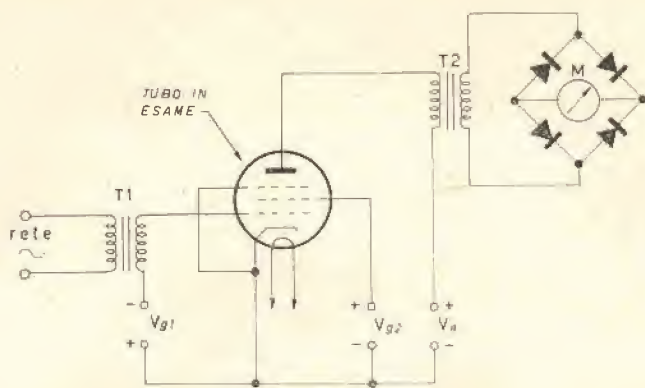 T2
M
TUBO IN
ESAME
T1
rete
-
Vg1
+
+
Vg2
-
+
Va
-